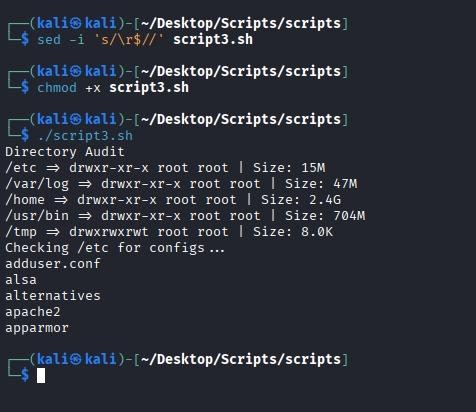 ┌──(kali㉿kali)-[~/Desktop/Scripts/scripts]
└─$ sed -i 's/\r$//' script3.sh
┌──(kali㉿kali)-[~/Desktop/Scripts/scripts]
└─$ chmod +x script3.sh
┌──(kali㉿kali)-[~/Desktop/Scripts/scripts]
└─$ ./script3.sh
Directory Audit
/etc => drwxr-xr-x root root | Size: 15M
/var/log => drwxr-xr-x root root | Size: 47M
/home => drwxr-xr-x root root | Size: 2.4G
/usr/bin => drwxr-xr-x root root | Size: 704M
/tmp => drwxrwxrwt root root | Size: 8.0K
Checking /etc for configs...
adduser.conf
alsa
alternatives
apache2
apparmor
┌──(kali㉿kali)-[~/Desktop/Scripts/scripts]
└─$